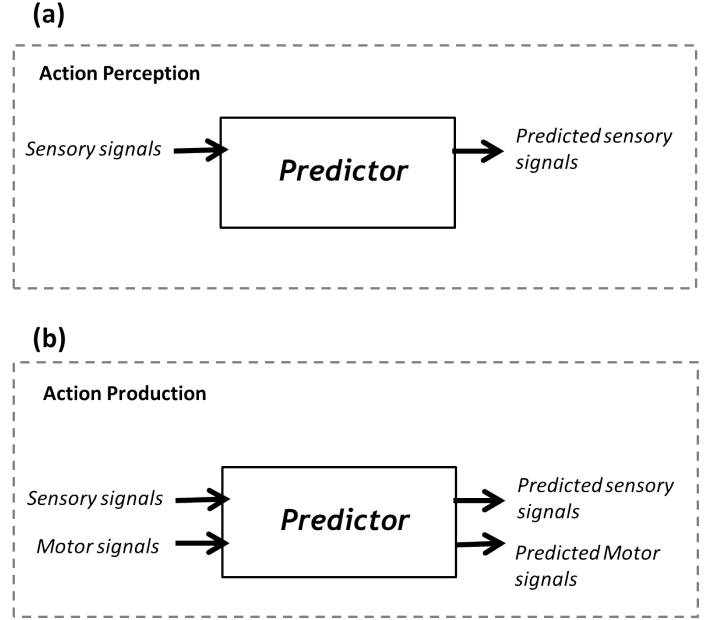 (a)
Action Perception
Sensory signals
Predictor
Predicted sensory
signals
(b)
Action Production
Sensory signals
Motor signals
Predictor
Predicted sensory
signals
Predicted Motor
signals